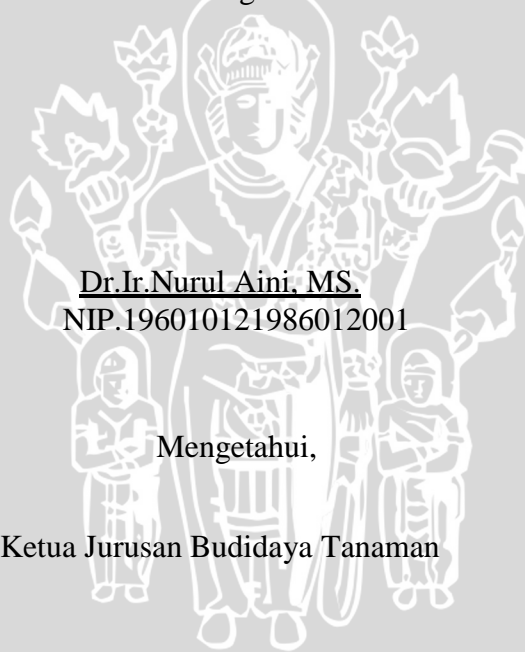 Dr.Ir.Nurul Aini, MS.
NIP.196010121986012001
Mengetahui,
Ketua Jurusan Budidaya Tanaman